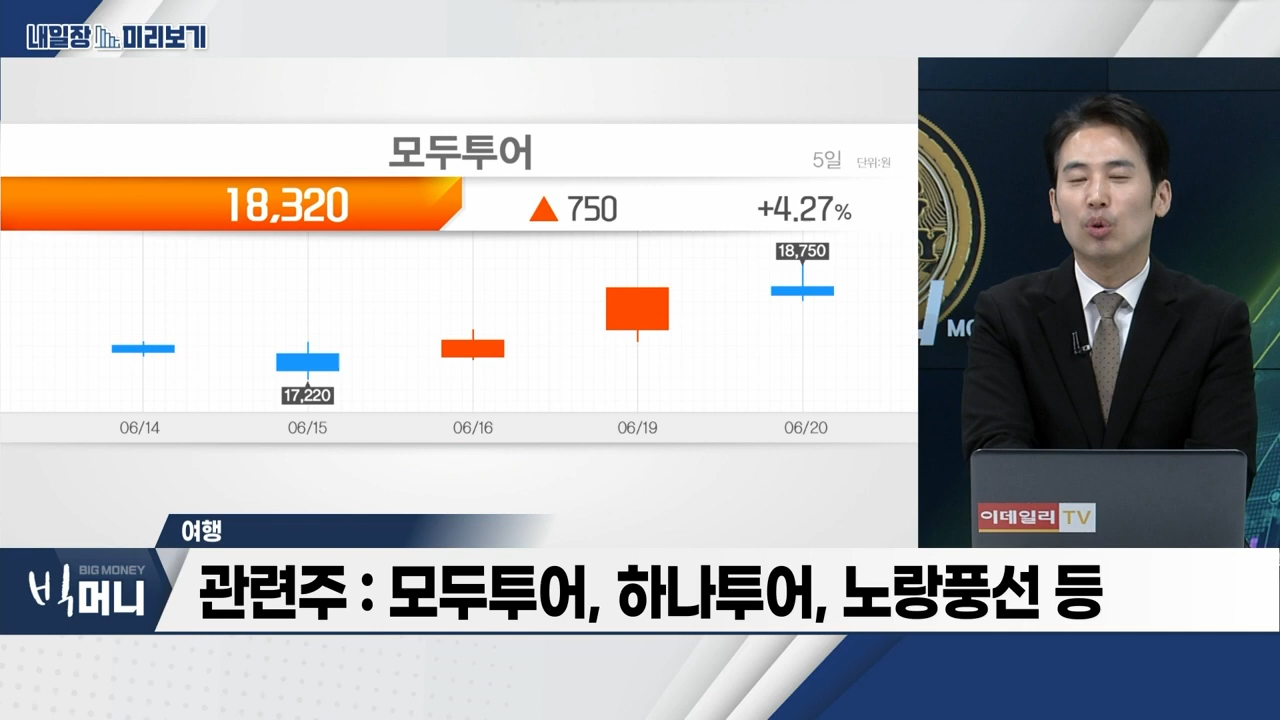 내일장 미리보기
모두투어
5일 단위:원
18,320 ▲ 750 +4.27%
18,750
17,220
06/14 06/15 06/16 06/19 06/20
이데일리 TV
여행
BIG MONEY
빅머니
관련주 : 모두투어, 하나투어, 노랑풍선 등